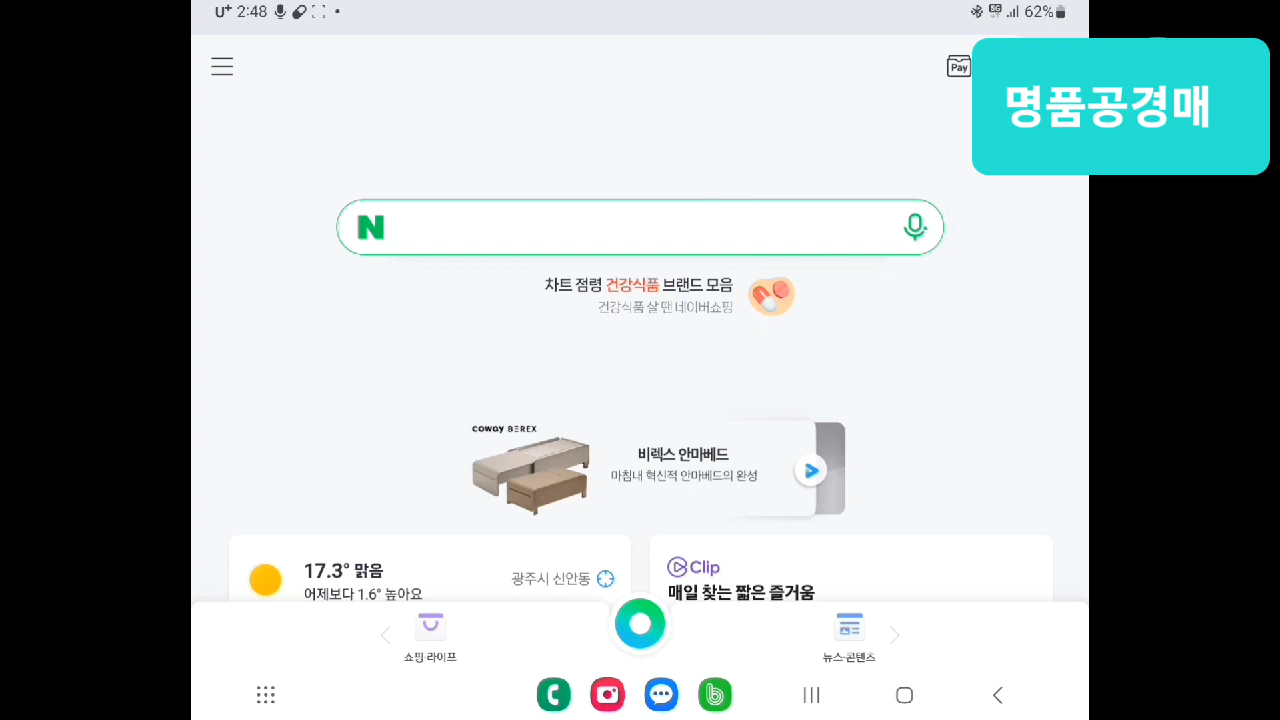 U+ 2:48
5G 62%
Pay
명품공경매
N
차트 점령 건강식품 브랜드 모음
건강식품 살 땐 네이버쇼핑
COWAY BEREX
비렉스 안마베드
마침내 혁신적 안마베드의 완성
17.3° 맑음
어제보다 1.6° 높아요
광주시 신안동
Clip
매일 찾는 짧은 즐거움
쇼핑·라이프
뉴스·콘텐츠
b